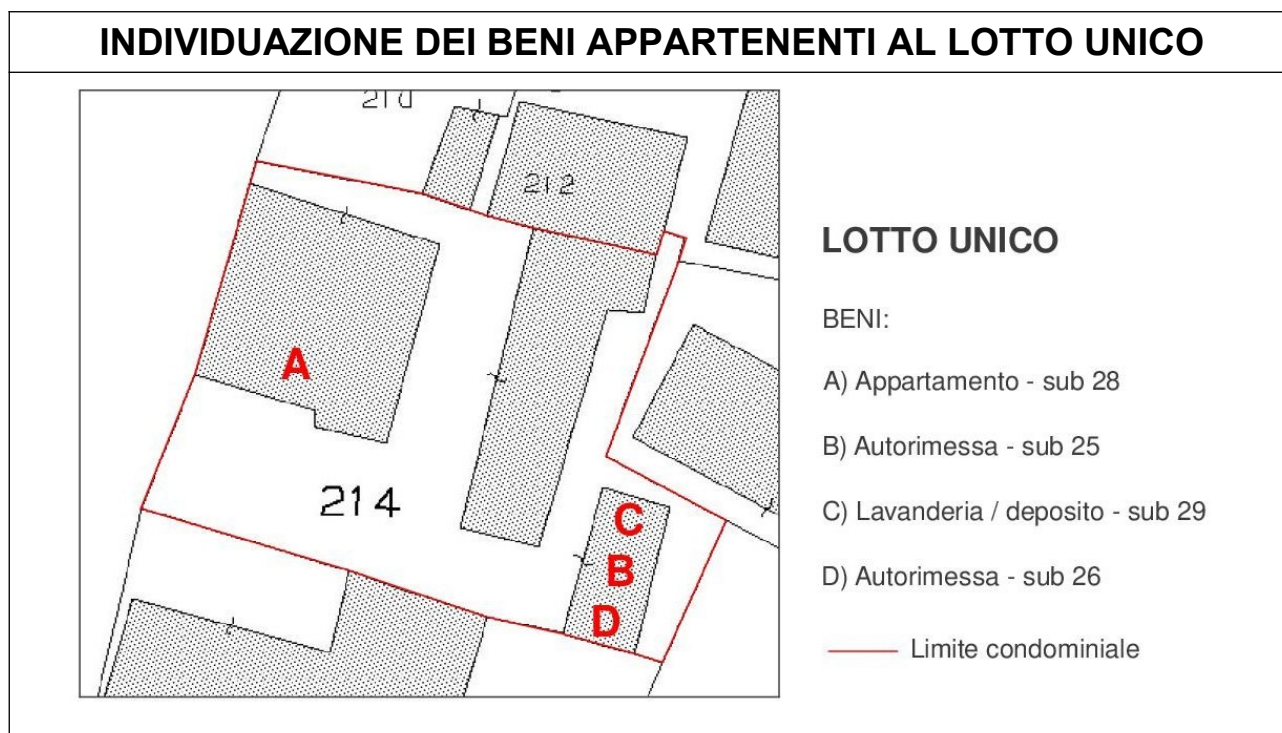 INDIVIDUAZIONE DEI BENI APPARTENENTI AL LOTTO UNICO
212
A
214
C
B
D
LOTTO UNICO
BENI:
A) Appartamento - sub 28
B) Autorimessa - sub 25
C) Lavanderia / deposito - sub 29
D) Autorimessa - sub 26
Limite condominiale